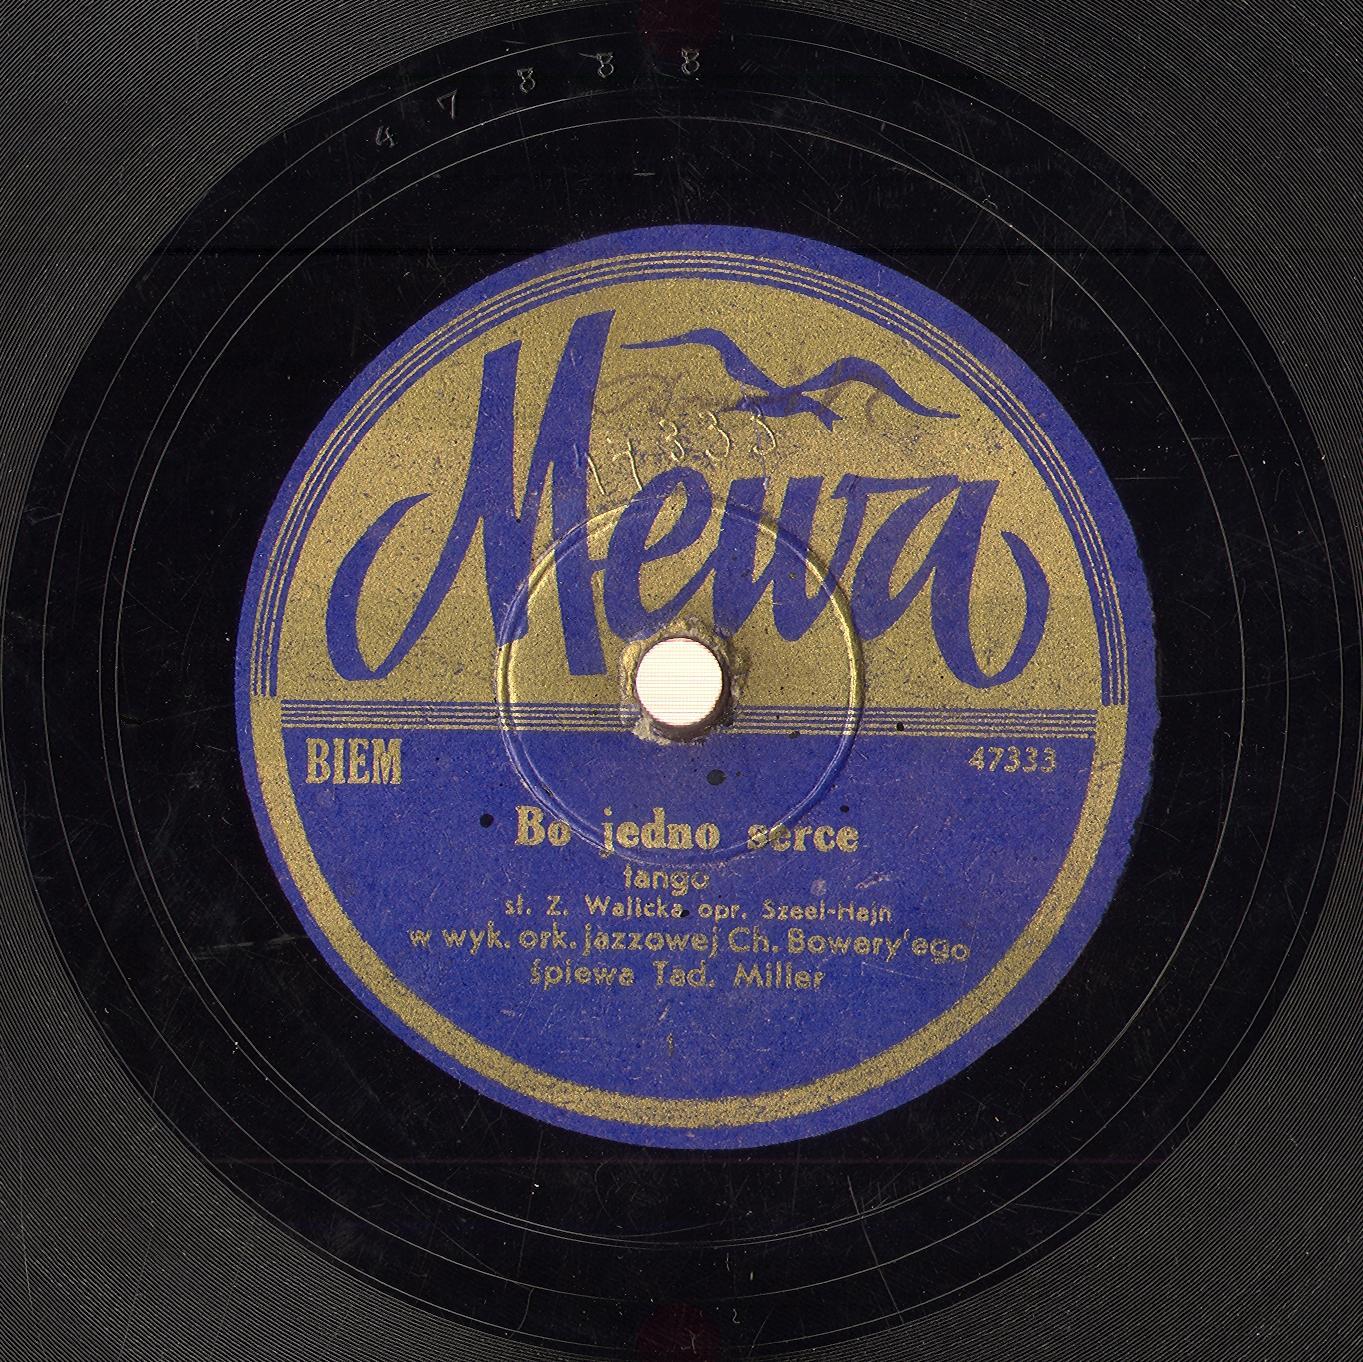 47888
Mewa
47333
BIEM
47333
Bo jedno serce
tango
sł. Z. Walicka opr. Szeel-Hajn
w wyk. ork. jazzowej Ch. Bowery'ego
śpiewa Tad. Miller